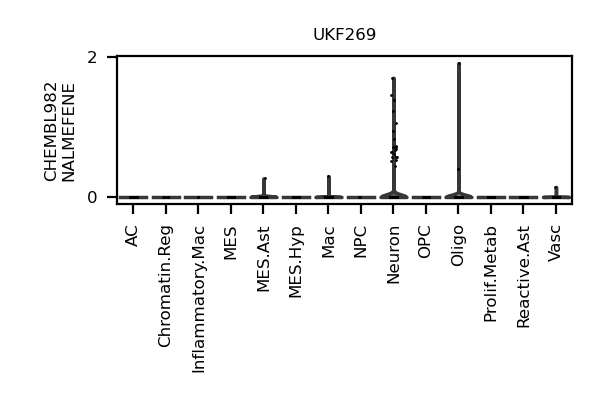 UKF269
CHEMBL982
NALMEFENE
2
0
AC
Chromatin.Reg
Inflammatory.Mac
MES
MES.Ast
MES.Hyp
Mac
NPC
Neuron
OPC
Oligo
Prolif.Metab
Reactive.Ast
Vasc